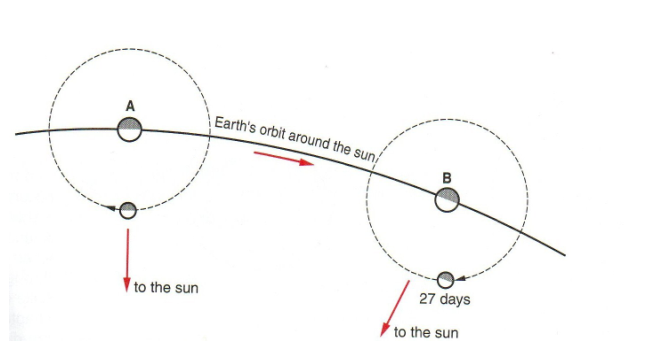 A
Earth's orbit around the sun
B
to the sun
27 days
to the sun